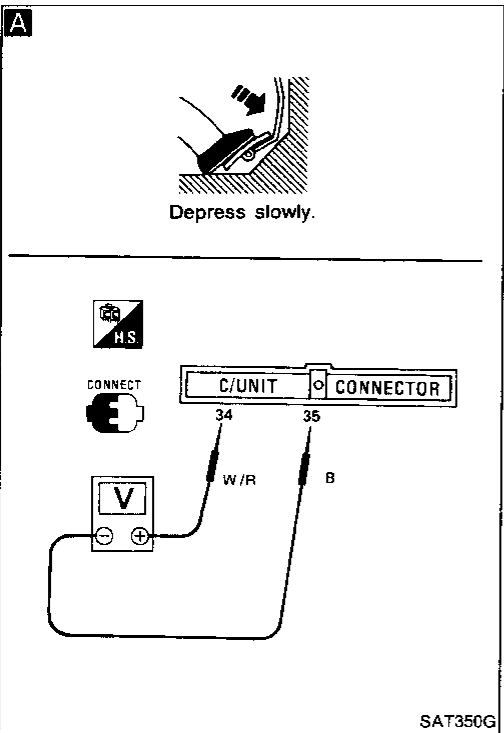 A
Depress slowly.
H.S.
CONNECT
C/UNIT CONNECTOR
34 35
W/R B
V
− +
SAT350G